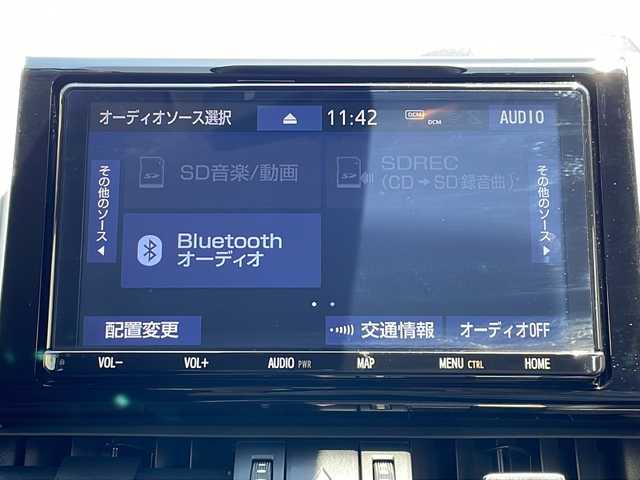 オーディオソース選択 11:42 DCM DCM AUDIO
SD音楽/動画
SDREC
(CD→SD録音曲)
その他のソース
その他のソース
Bluetooth
オーディオ
配置変更 交通情報 オーディオOFF
VOL- VOL+ AUDIO PWR MAP MENU CTRL HOME